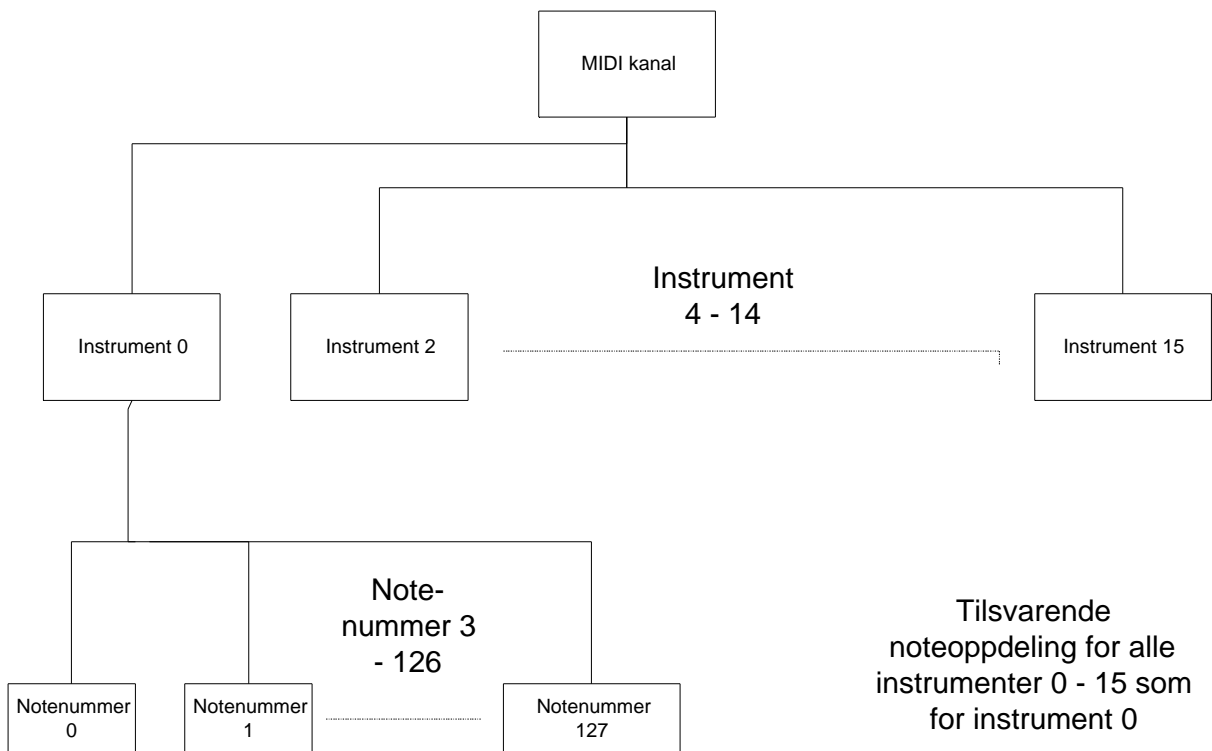 MIDI kanal
Instrument
4 - 14
Instrument 0
Instrument 2
Instrument 15
Note-
nummer 3
- 126
Tilsvarende
noteoppdeling for alle
instrumenter 0 - 15 som
for instrument 0
Notenummer
0
Notenummer
1
Notenummer
127